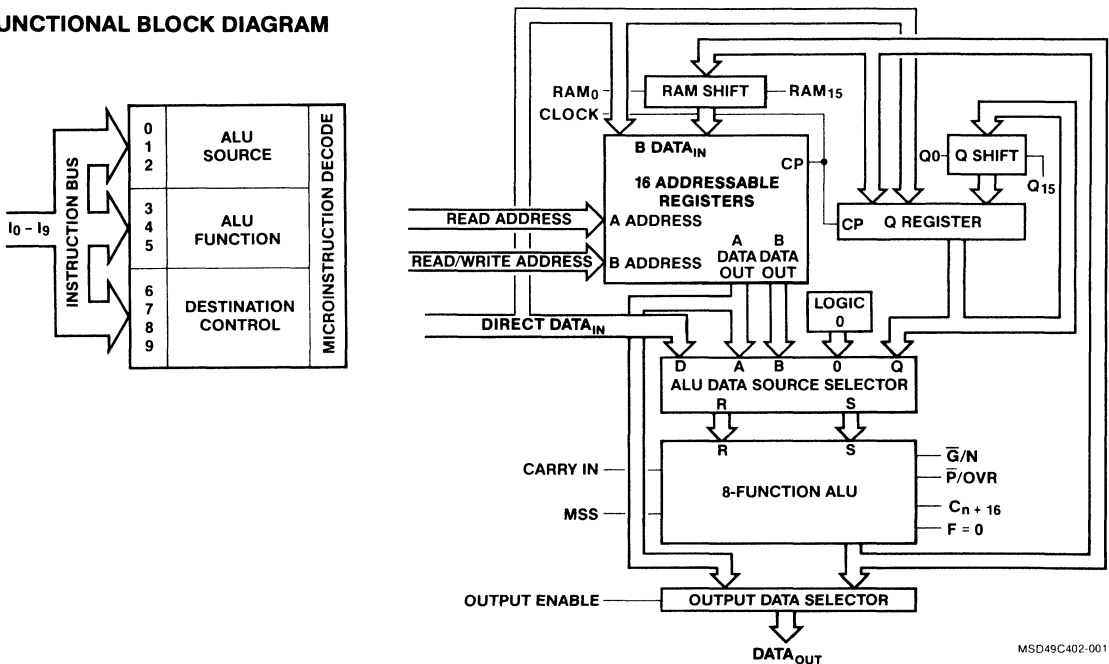 UNCTIONAL BLOCK DIAGRAM
I0 – I9
INSTRUCTION BUS
0
1
2
ALU
SOURCE
3
4
5
ALU
FUNCTION
6
7
8
9
DESTINATION
CONTROL
MICROINSTRUCTION DECODE
RAM0
RAM SHIFT
RAM15
CLOCK
B DATAIN
CP
16 ADDRESSABLE
REGISTERS
READ ADDRESS
A ADDRESS
READ/WRITE ADDRESS
B ADDRESS
A
DATA
OUT
B
DATA
OUT
Q0
Q SHIFT
Q15
CP
Q REGISTER
LOGIC
0
DIRECT DATAIN
D A B 0 Q
ALU DATA SOURCE SELECTOR
R S
R S
CARRY IN
8-FUNCTION ALU
MSS
G̅/N
P̅/OVR
Cn + 16
F = 0
OUTPUT ENABLE
OUTPUT DATA SELECTOR
DATAOUT
MSD49C402-001